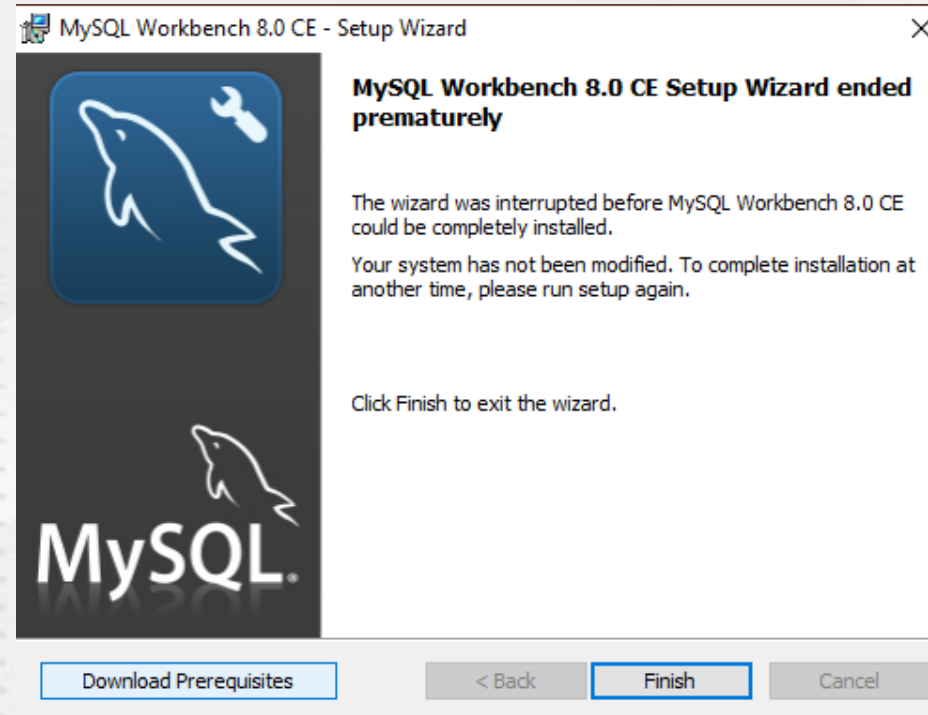 MySQL Workbench 8.0 CE - Setup Wizard
MySQL Workbench 8.0 CE Setup Wizard ended
prematurely
The wizard was interrupted before MySQL Workbench 8.0 CE
could be completely installed.
Your system has not been modified. To complete installation at
another time, please run setup again.
Click Finish to exit the wizard.
MySQL.
Download Prerequisites
< Back
Finish
Cancel